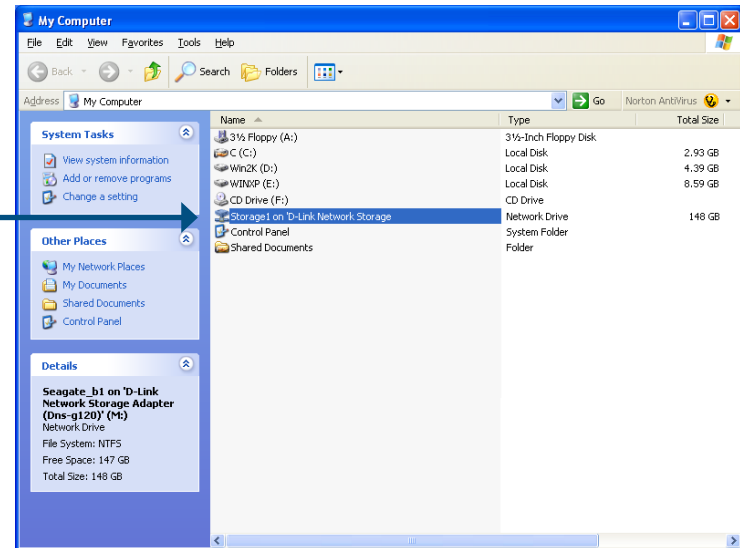 My Computer
File Edit View Favorites Tools Help
Back Search Folders
Address My Computer Go Norton AntiVirus
System Tasks
View system information
Add or remove programs
Change a setting
Other Places
My Network Places
My Documents
Shared Documents
Control Panel
Details
Seagate_b1 on 'D-Link
Network Storage Adapter
(Dns-g120)' (M:)
Network Drive
File System: NTFS
Free Space: 147 GB
Total Size: 148 GB
Name Type Total Size
3½ Floppy (A:) 3½-Inch Floppy Disk
C (C:) Local Disk 2.93 GB
Win2K (D:) Local Disk 4.39 GB
WINXP (E:) Local Disk 8.59 GB
CD Drive (F:) CD Drive
Storage1 on 'D-Link Network Storage Network Drive 148 GB
Control Panel System Folder
Shared Documents Folder